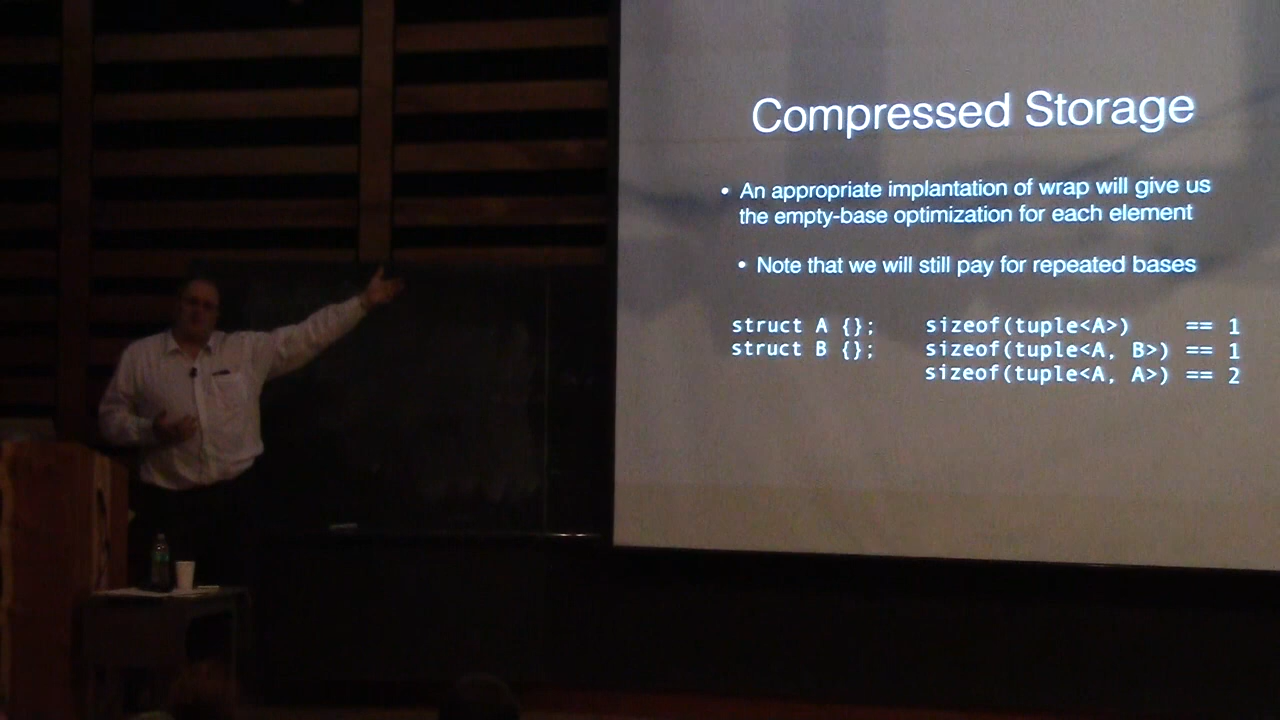 Compressed Storage
• An appropriate implantation of wrap will give us
the empty-base optimization for each element
• Note that we will still pay for repeated bases
struct A {};    sizeof(tuple<A>)    == 1
struct B {};    sizeof(tuple<A, B>) == 1
sizeof(tuple<A, A>) == 2